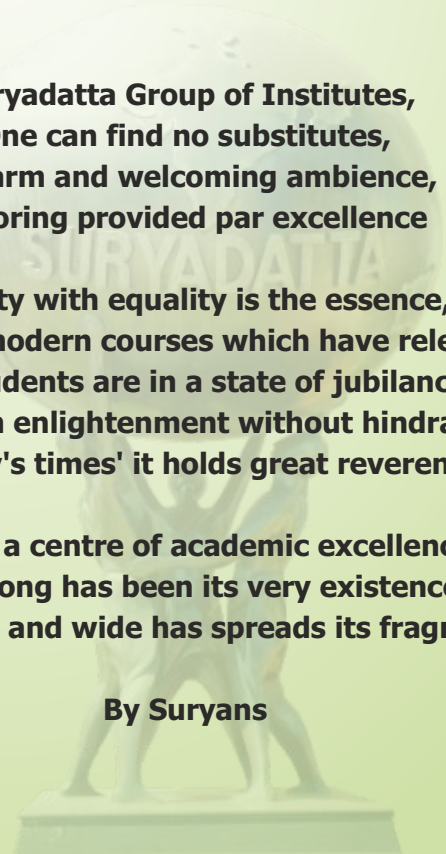 ryadatta Group of Institutes,
ne can find no substitutes,
arm and welcoming ambience,
oring provided par excellence
SURYADATTA
ty with equality is the essence,
modern courses which have rele
dents are in a state of jubilanc
enlightenment without hindra
's times' it holds great reveren
a centre of academic excellenc
ong has been its very existence
and wide has spreads its fragr
By Suryans